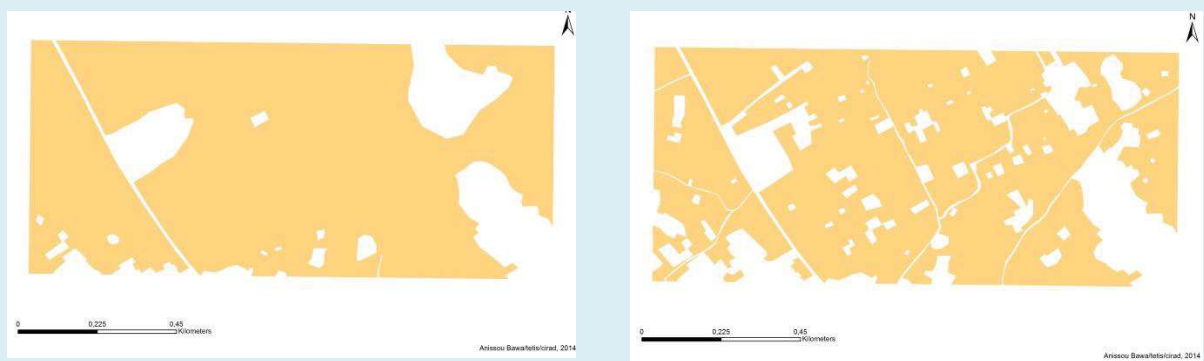 N
0 0,225 0,45
Kilometers
Anissou Bawa/tetis/cirad, 2014
N
0 0,225 0,45
Kilometers
Anissou Bawa/tetis/cirad, 2014